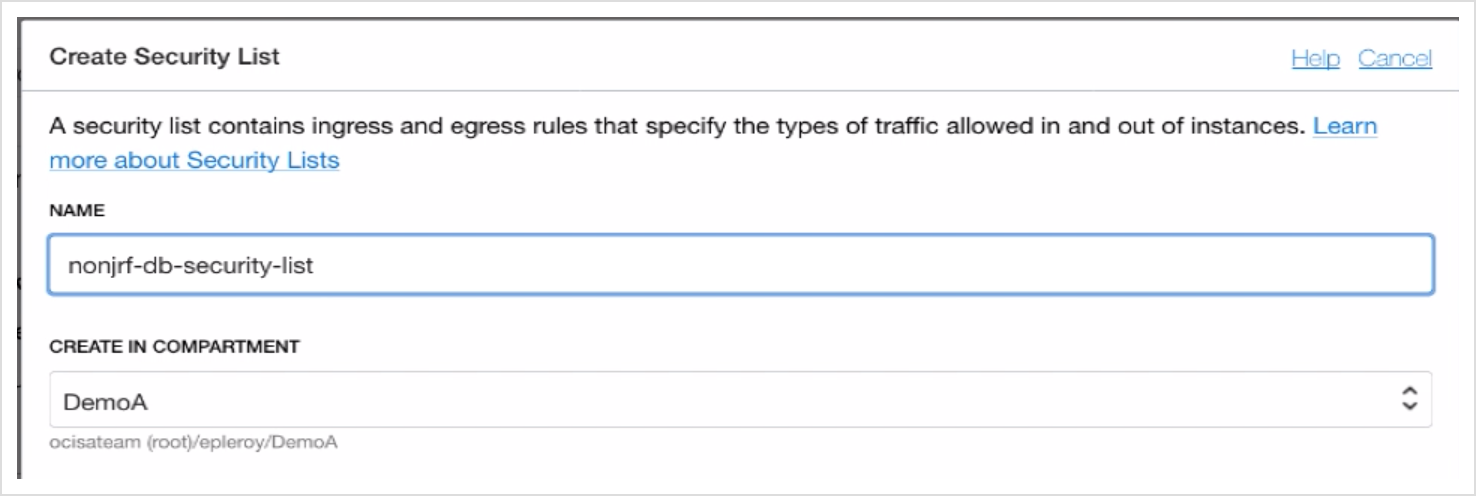 Create Security List
Help Cancel
A security list contains ingress and egress rules that specify the types of traffic allowed in and out of instances. Learn
more about Security Lists
NAME
nonjrf-db-security-list
CREATE IN COMPARTMENT
DemoA
ocisateam (root)/epleroy/DemoA